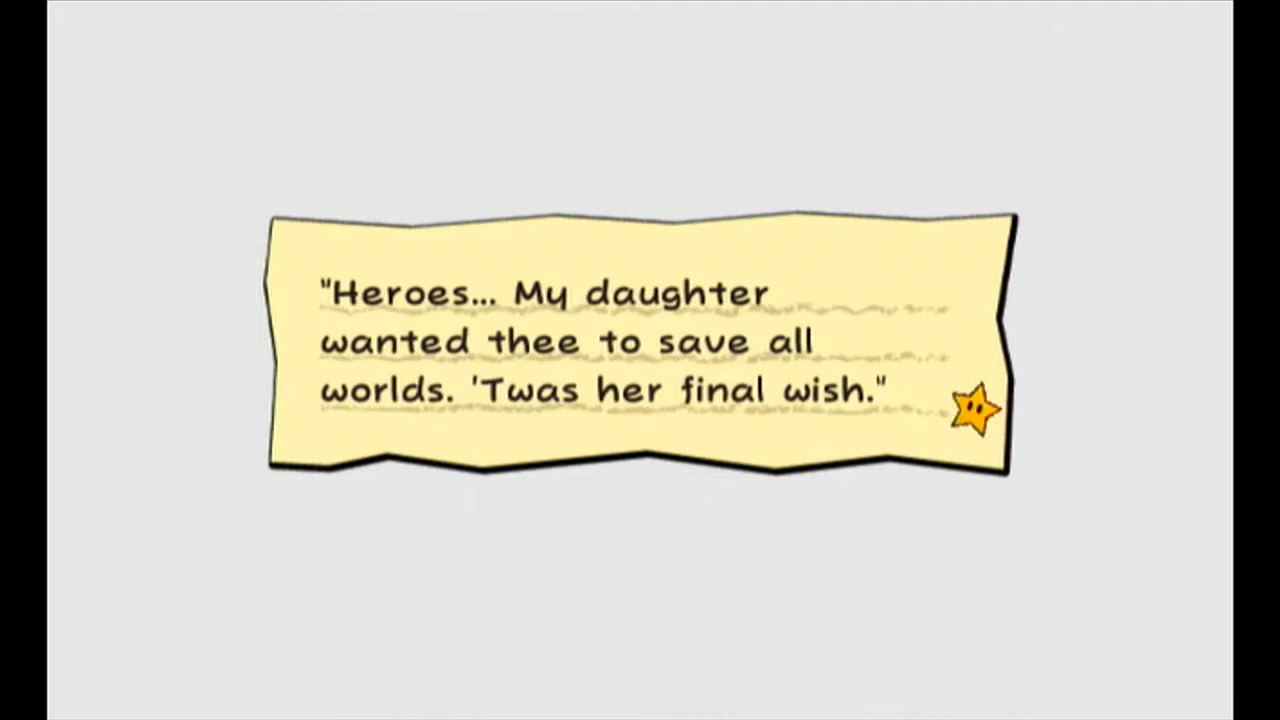 "Heroes... My daughter
wanted thee to save all
worlds. 'Twas her final wish."